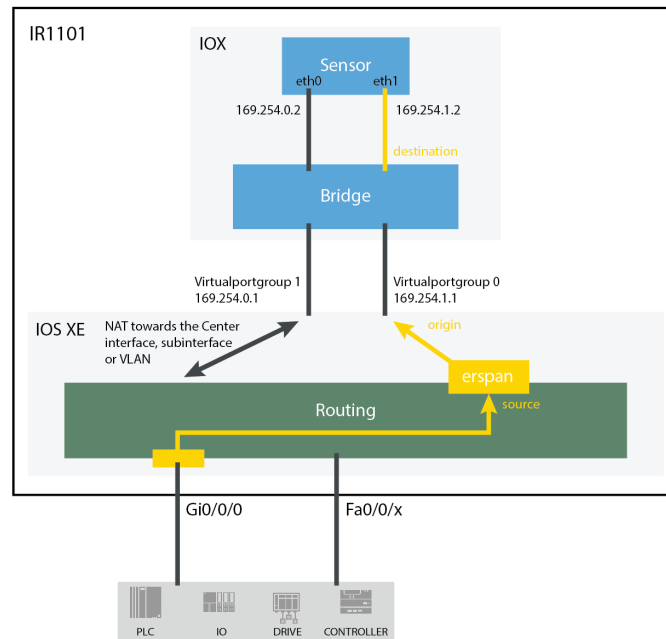 IR1101
IOX
Sensor
eth0
eth1
169.254.0.2
169.254.1.2
destination
Bridge
Virtualportgroup 1
169.254.0.1
Virtualportgroup 0
169.254.1.1
IOS XE
NAT towards the Center
interface, subinterface
or VLAN
origin
erspan
source
Routing
Gi0/0/0
Fa0/0/x
PLC
IO
DRIVE
CONTROLLER